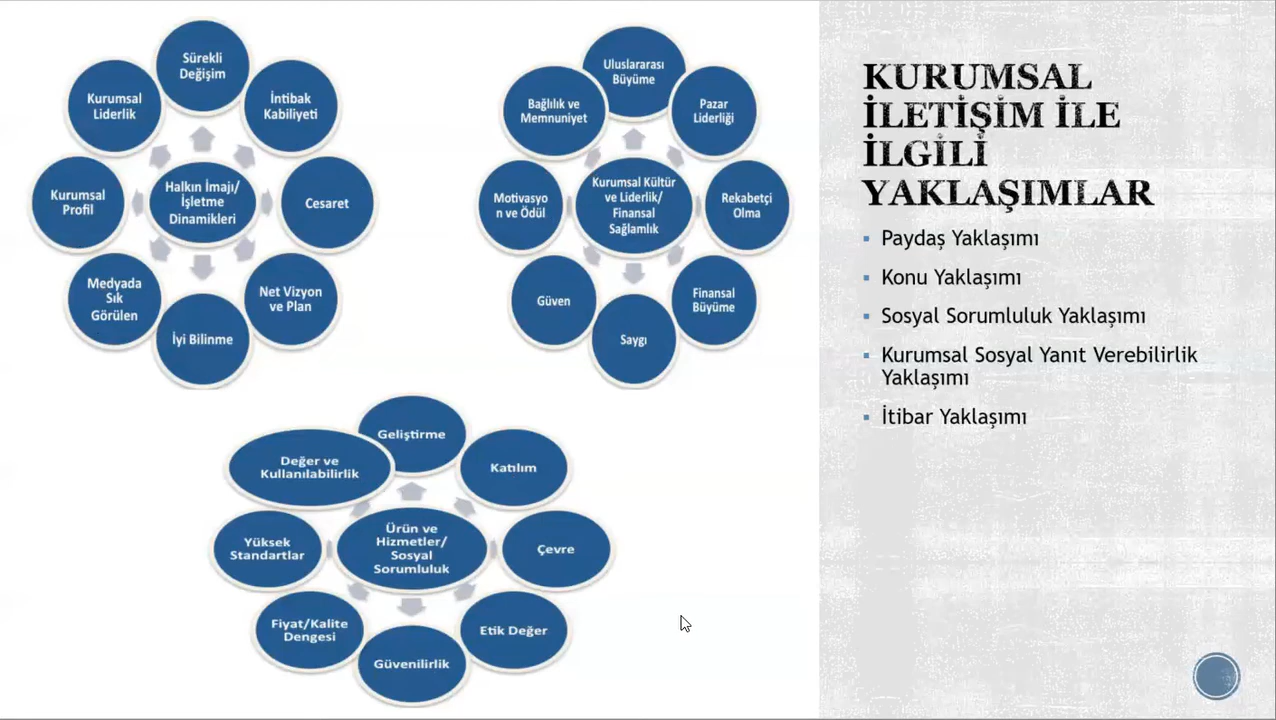 Sürekli
Değişim
İntibak
Kabiliyeti
Cesaret
Net Vizyon
ve Plan
İyi Bilinme
Medyada
Sık
Görülen
Kurumsal
Profil
Kurumsal
Liderlik
Halkın İmajı/
İşletme
Dinamikleri
Uluslararası
Büyüme
Pazar
Liderliği
Rekabetçi
Olma
Finansal
Büyüme
Saygı
Güven
Motivasyo
n ve Ödül
Bağlılık ve
Memnuniyet
Kurumsal Kültür
ve Liderlik/
Finansal
Sağlamlık
Geliştirme
Katılım
Çevre
Etik Değer
Güvenilirlik
Fiyat/Kalite
Dengesi
Yüksek
Standartlar
Değer ve
Kullanılabilirlik
Ürün ve
Hizmetler/
Sosyal
Sorumluluk
KURUMSAL
İLETİŞİM İLE
İLGİLİ
YAKLAŞIMLAR
▪ Paydaş Yaklaşımı
▪ Konu Yaklaşımı
▪ Sosyal Sorumluluk Yaklaşımı
▪ Kurumsal Sosyal Yanıt Verebilirlik
Yaklaşımı
▪ İtibar Yaklaşımı